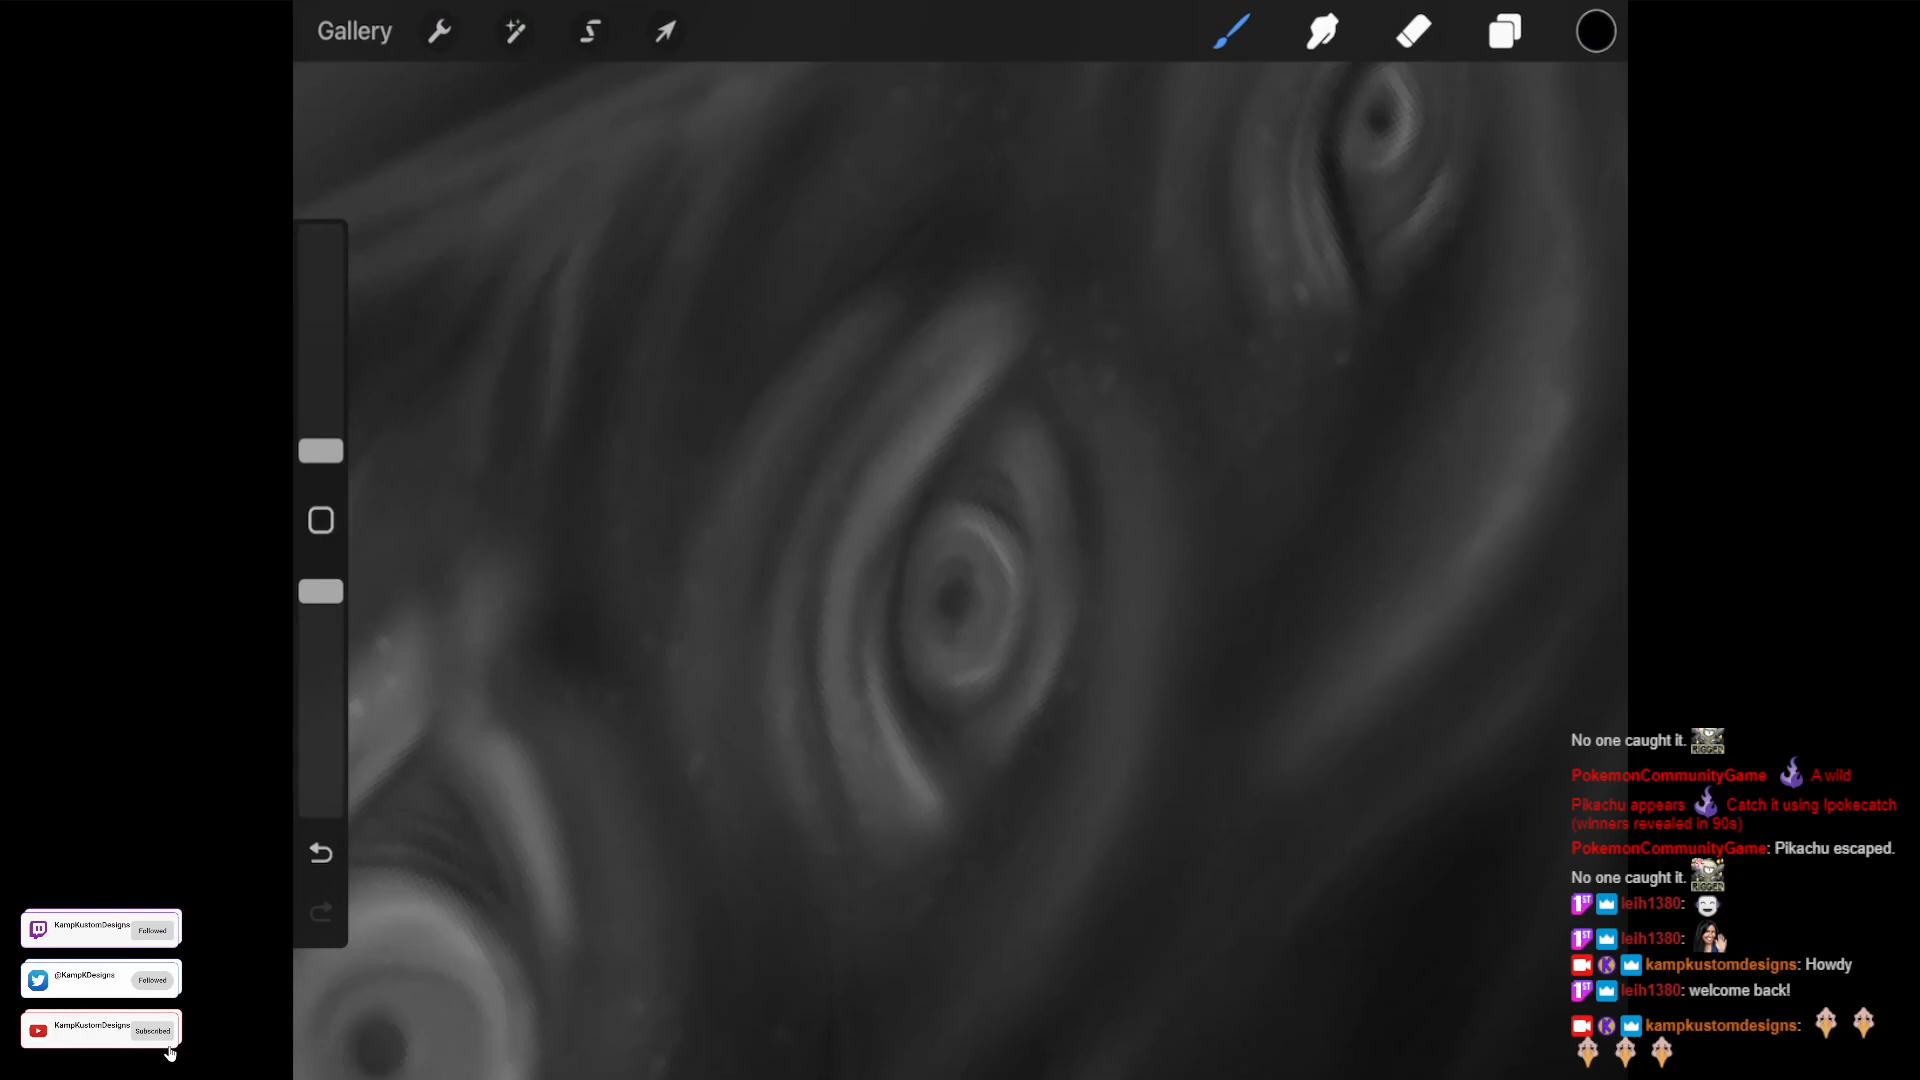 Gallery
No one caught it.
PokemonCommunityGame A wild
Pikachu appears Catch it using !pokecatch
(winners revealed in 90s)
PokemonCommunityGame: Pikachu escaped.
No one caught it.
leih1380:
leih1380:
kampkustomdesigns: Howdy
leih1380: welcome back!
kampkustomdesigns:
KampKustomDesigns Followed
@KampKDesigns Followed
KampKustomDesigns Subscribed